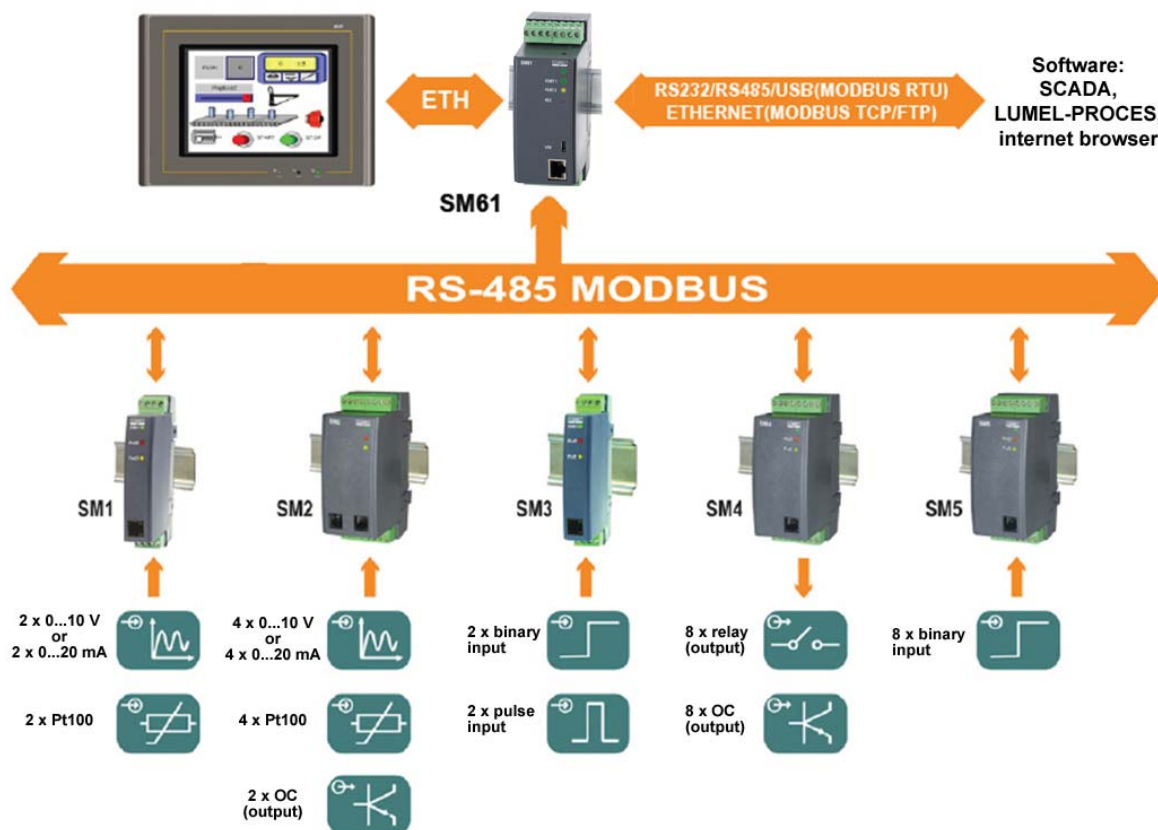 ETH
RS232/RS485/USB(MODBUS RTU)
ETHERNET(MODBUS TCP/FTP)
Software:
SCADA,
LUMEL-PROCES,
internet browser
SM61
RS-485 MODBUS
SM1
SM2
SM3
SM4
SM5
2 x 0...10 V
or
2 x 0...20 mA
4 x 0...10 V
or
4 x 0...20 mA
2 x binary
input
8 x relay
(output)
8 x binary
input
2 x Pt100
4 x Pt100
2 x pulse
input
8 x OC
(output)
2 x OC
(output)